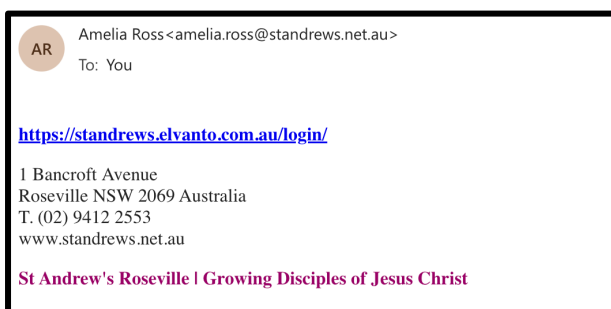 AR
Amelia Ross<amelia.ross@standrews.net.au>
To: You
https://standrews.elvanto.com.au/login/
1 Bancroft Avenue
Roseville NSW 2069 Australia
T. (02) 9412 2553
www.standrews.net.au
St Andrew's Roseville | Growing Disciples of Jesus Christ